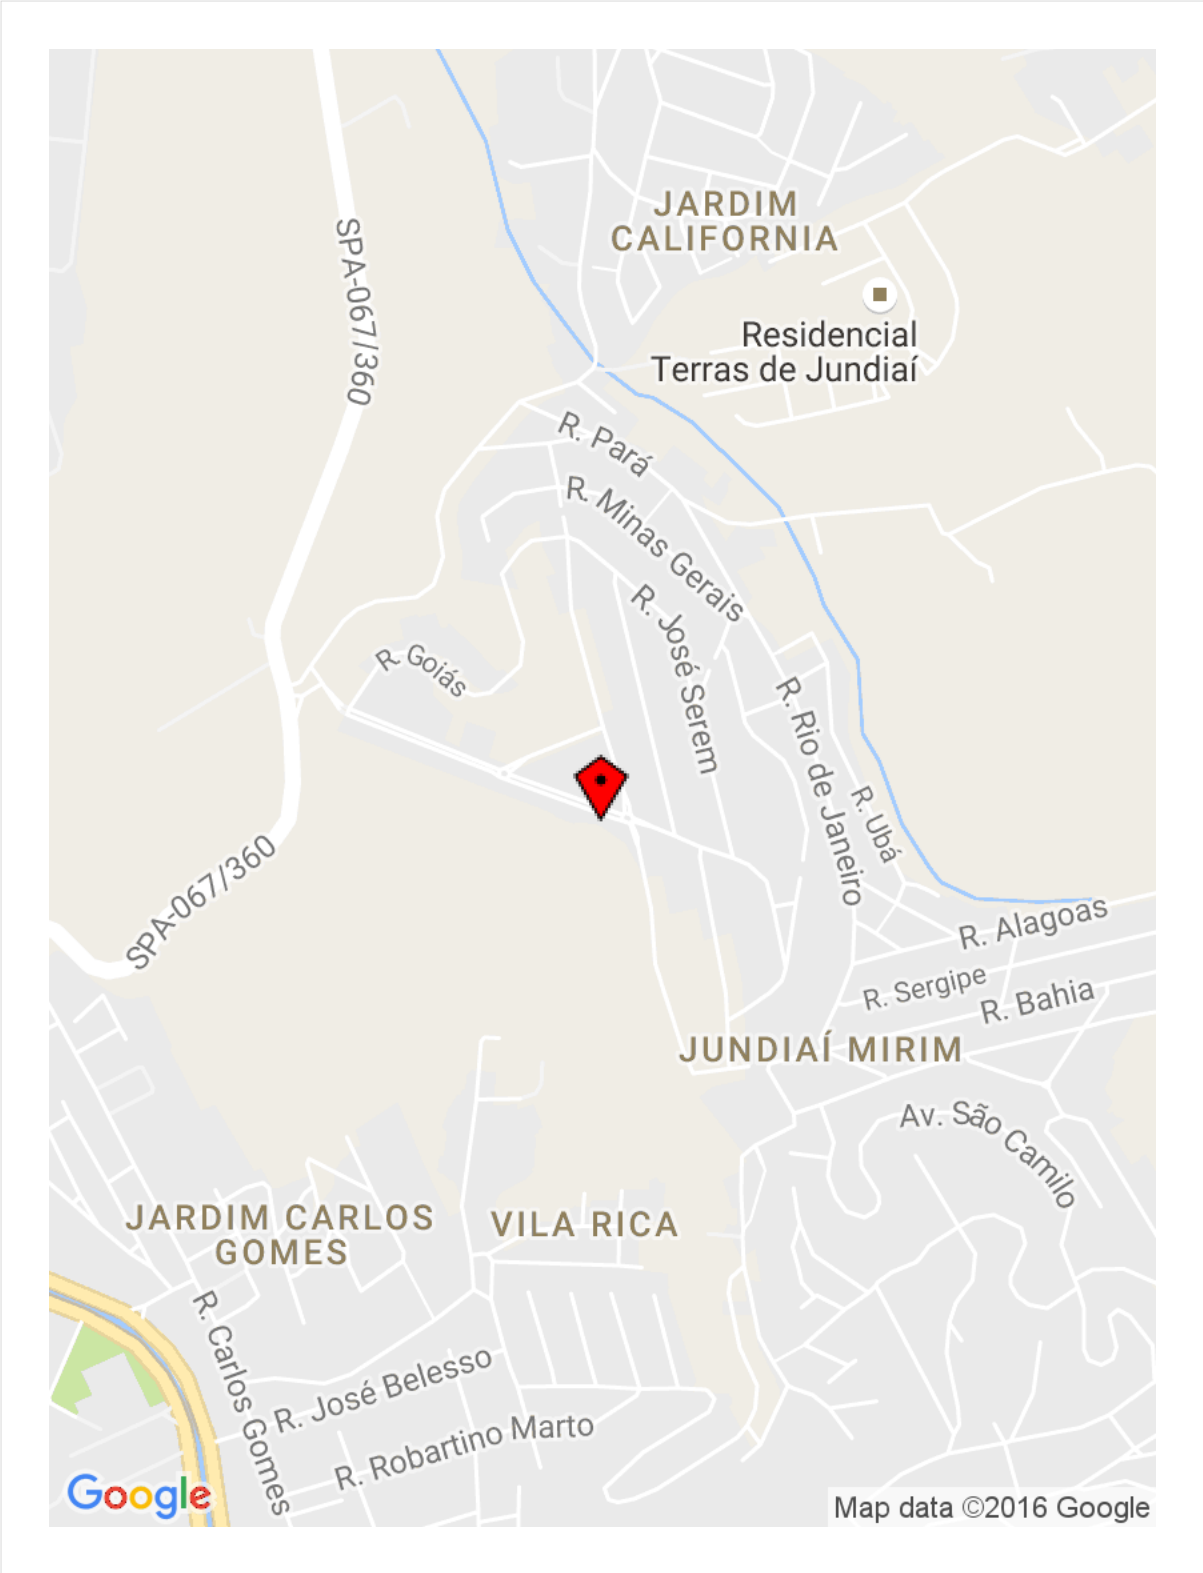 JARDIM
CALIFORNIA
SPA-067/360
Residencial
Terras de Jundiaí
R. Pará
R. Minas Gerais
R. José Serem
R. Goiás
R. Rio de Janeiro
R. Ubá
SPA-067/360
R. Alagoas
R. Sergipe
R. Bahia
JUNDIAÍ MIRIM
Av. São Camilo
JARDIM CARLOS
GOMES
VILA RICA
R. Carlos Gomes
R. José Belesso
R. Robartino Marto
Google
Map data ©2016 Google